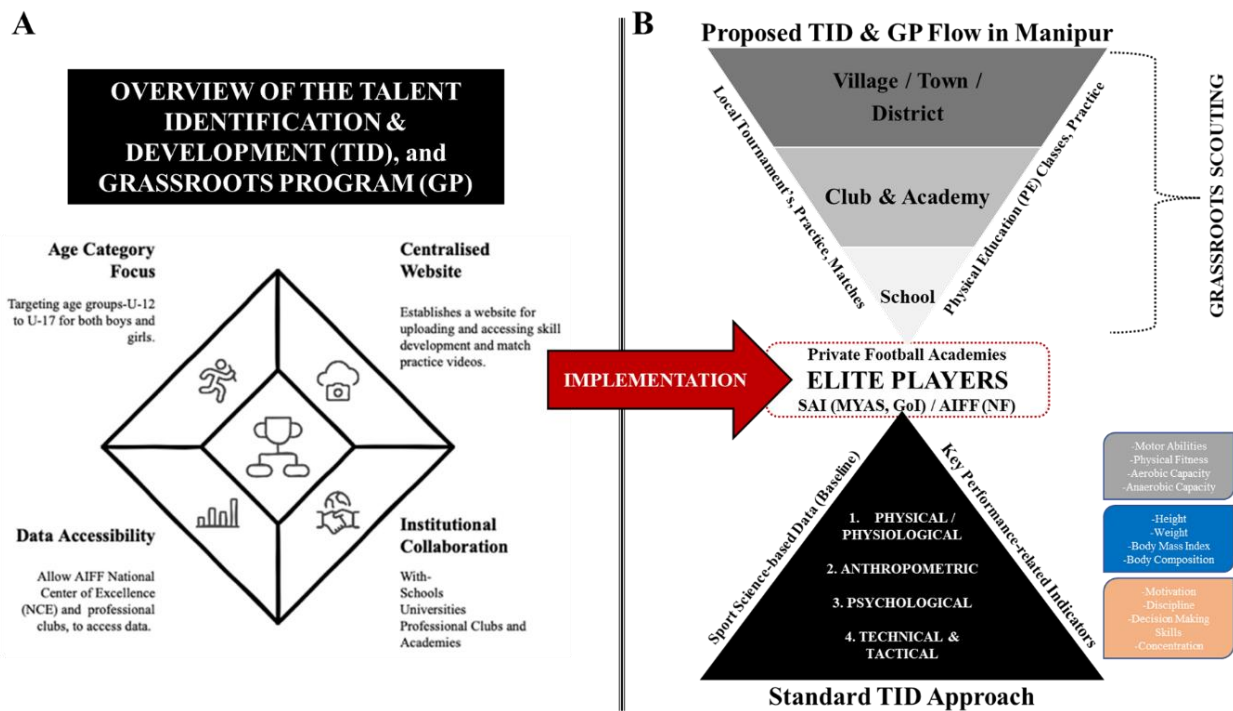 A
OVERVIEW OF THE TALENT
IDENTIFICATION &
DEVELOPMENT (TID), and
GRASSROOTS PROGRAM (GP)
Age Category
Focus
Targeting age groups-U-12
to U-17 for both boys and
girls.
Centralised
Website
Establishes a website for
uploading and accessing skill
development and match
practice videos.
Data Accessibility
Allow AIFF National
Center of Excellence
(NCE) and professional
clubs, to access data.
Institutional
Collaboration
With-
Schools
Universities
Professional Clubs and
Academies
IMPLEMENTATION
B
Proposed TID & GP Flow in Manipur
Village / Town /
District
Club & Academy
School
Local Tournament's, Practice, Matches
Physical Education (PE) Classes, Practice
GRASSROOTS SCOUTING
Private Football Academies
ELITE PLAYERS
SAI (MYAS, GoI) / AIFF (NF)
Sport Science-based Data (Baseline)
Key Performance-related Indicators
1. PHYSICAL /
PHYSIOLOGICAL
2. ANTHROPOMETRIC
3. PSYCHOLOGICAL
4. TECHNICAL &
TACTICAL
-Motor Abilities
-Physical Fitness
-Aerobic Capacity
-Anaerobic Capacity
-Height
-Weight
-Body Mass Index
-Body Composition
-Motivation
-Discipline
-Decision Making
Skills
-Concentration
Standard TID Approach